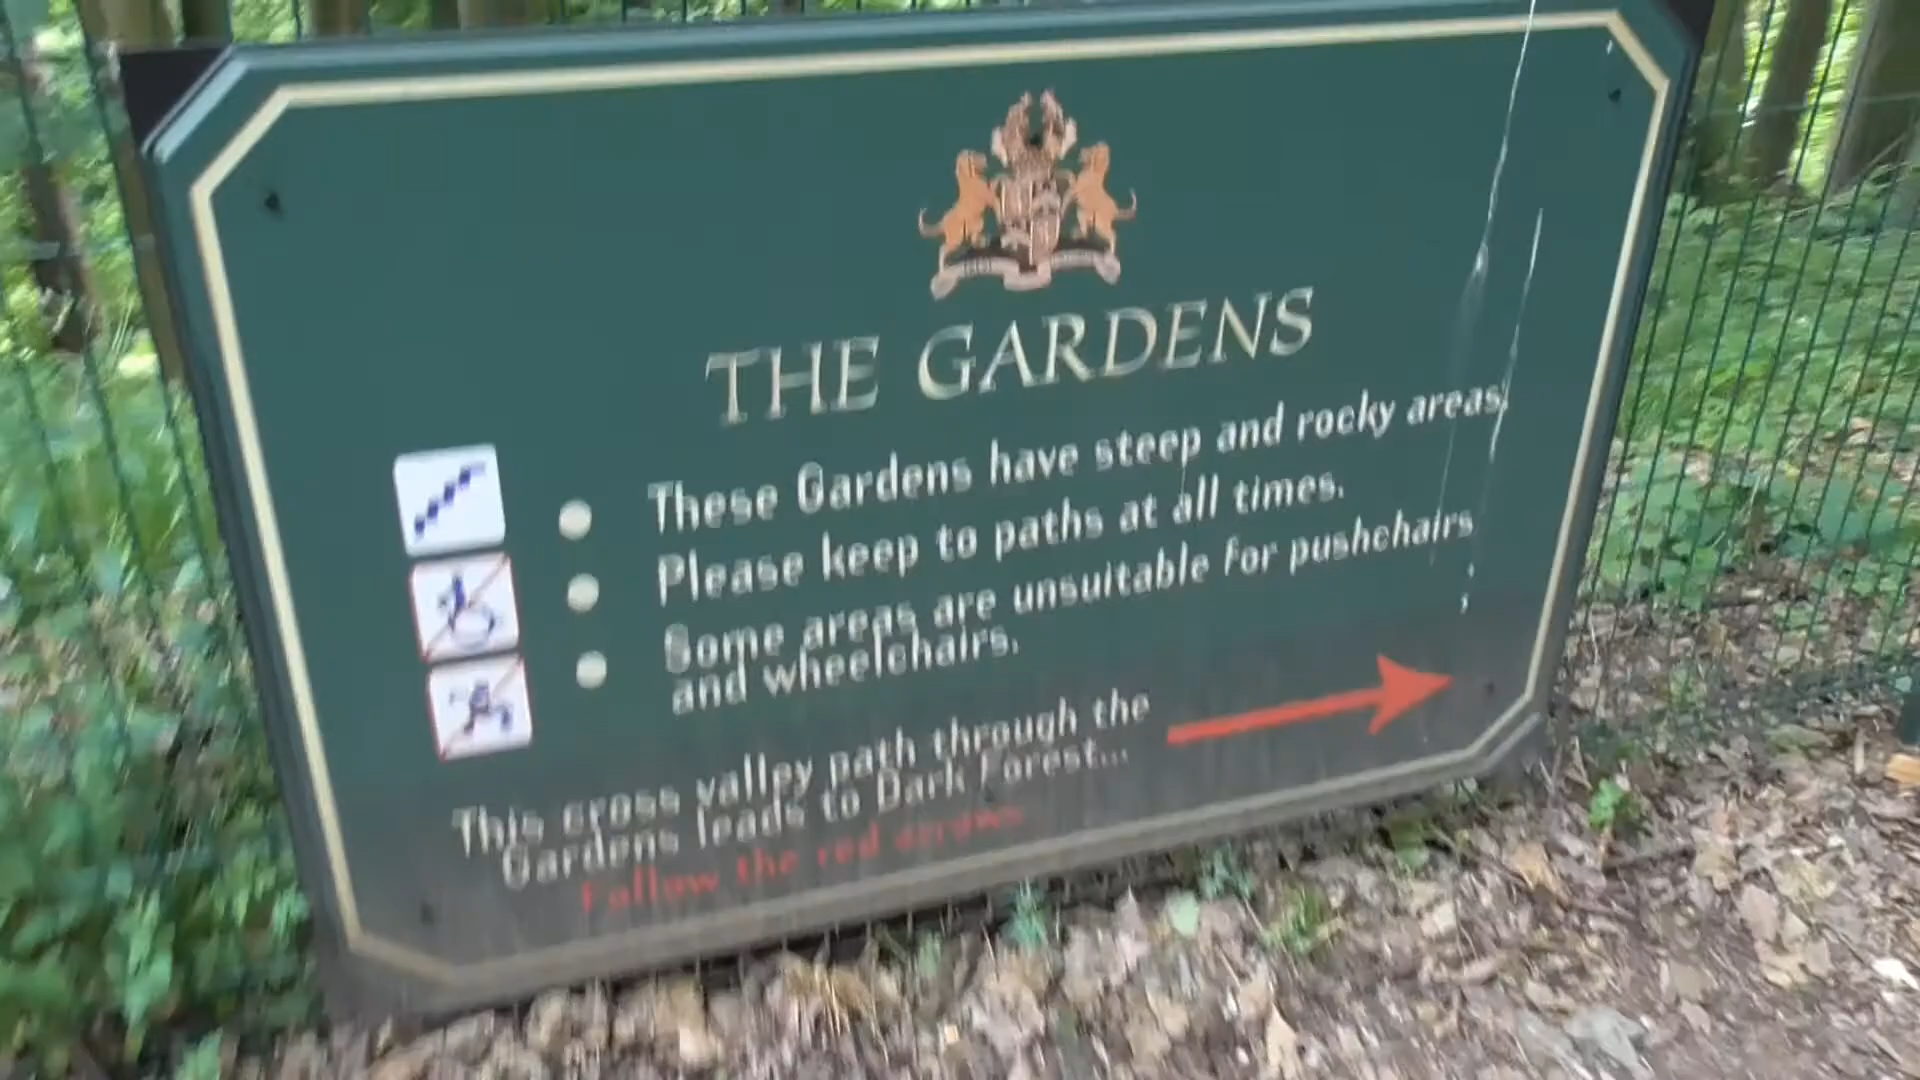 THE GARDENS
These Gardens have steep and rocky areas.
Please keep to paths at all times.
Some areas are unsuitable for pushchairs
and wheelchairs.
This cross valley path through the
Gardens leads to Dark Forest...
Follow the red arrows